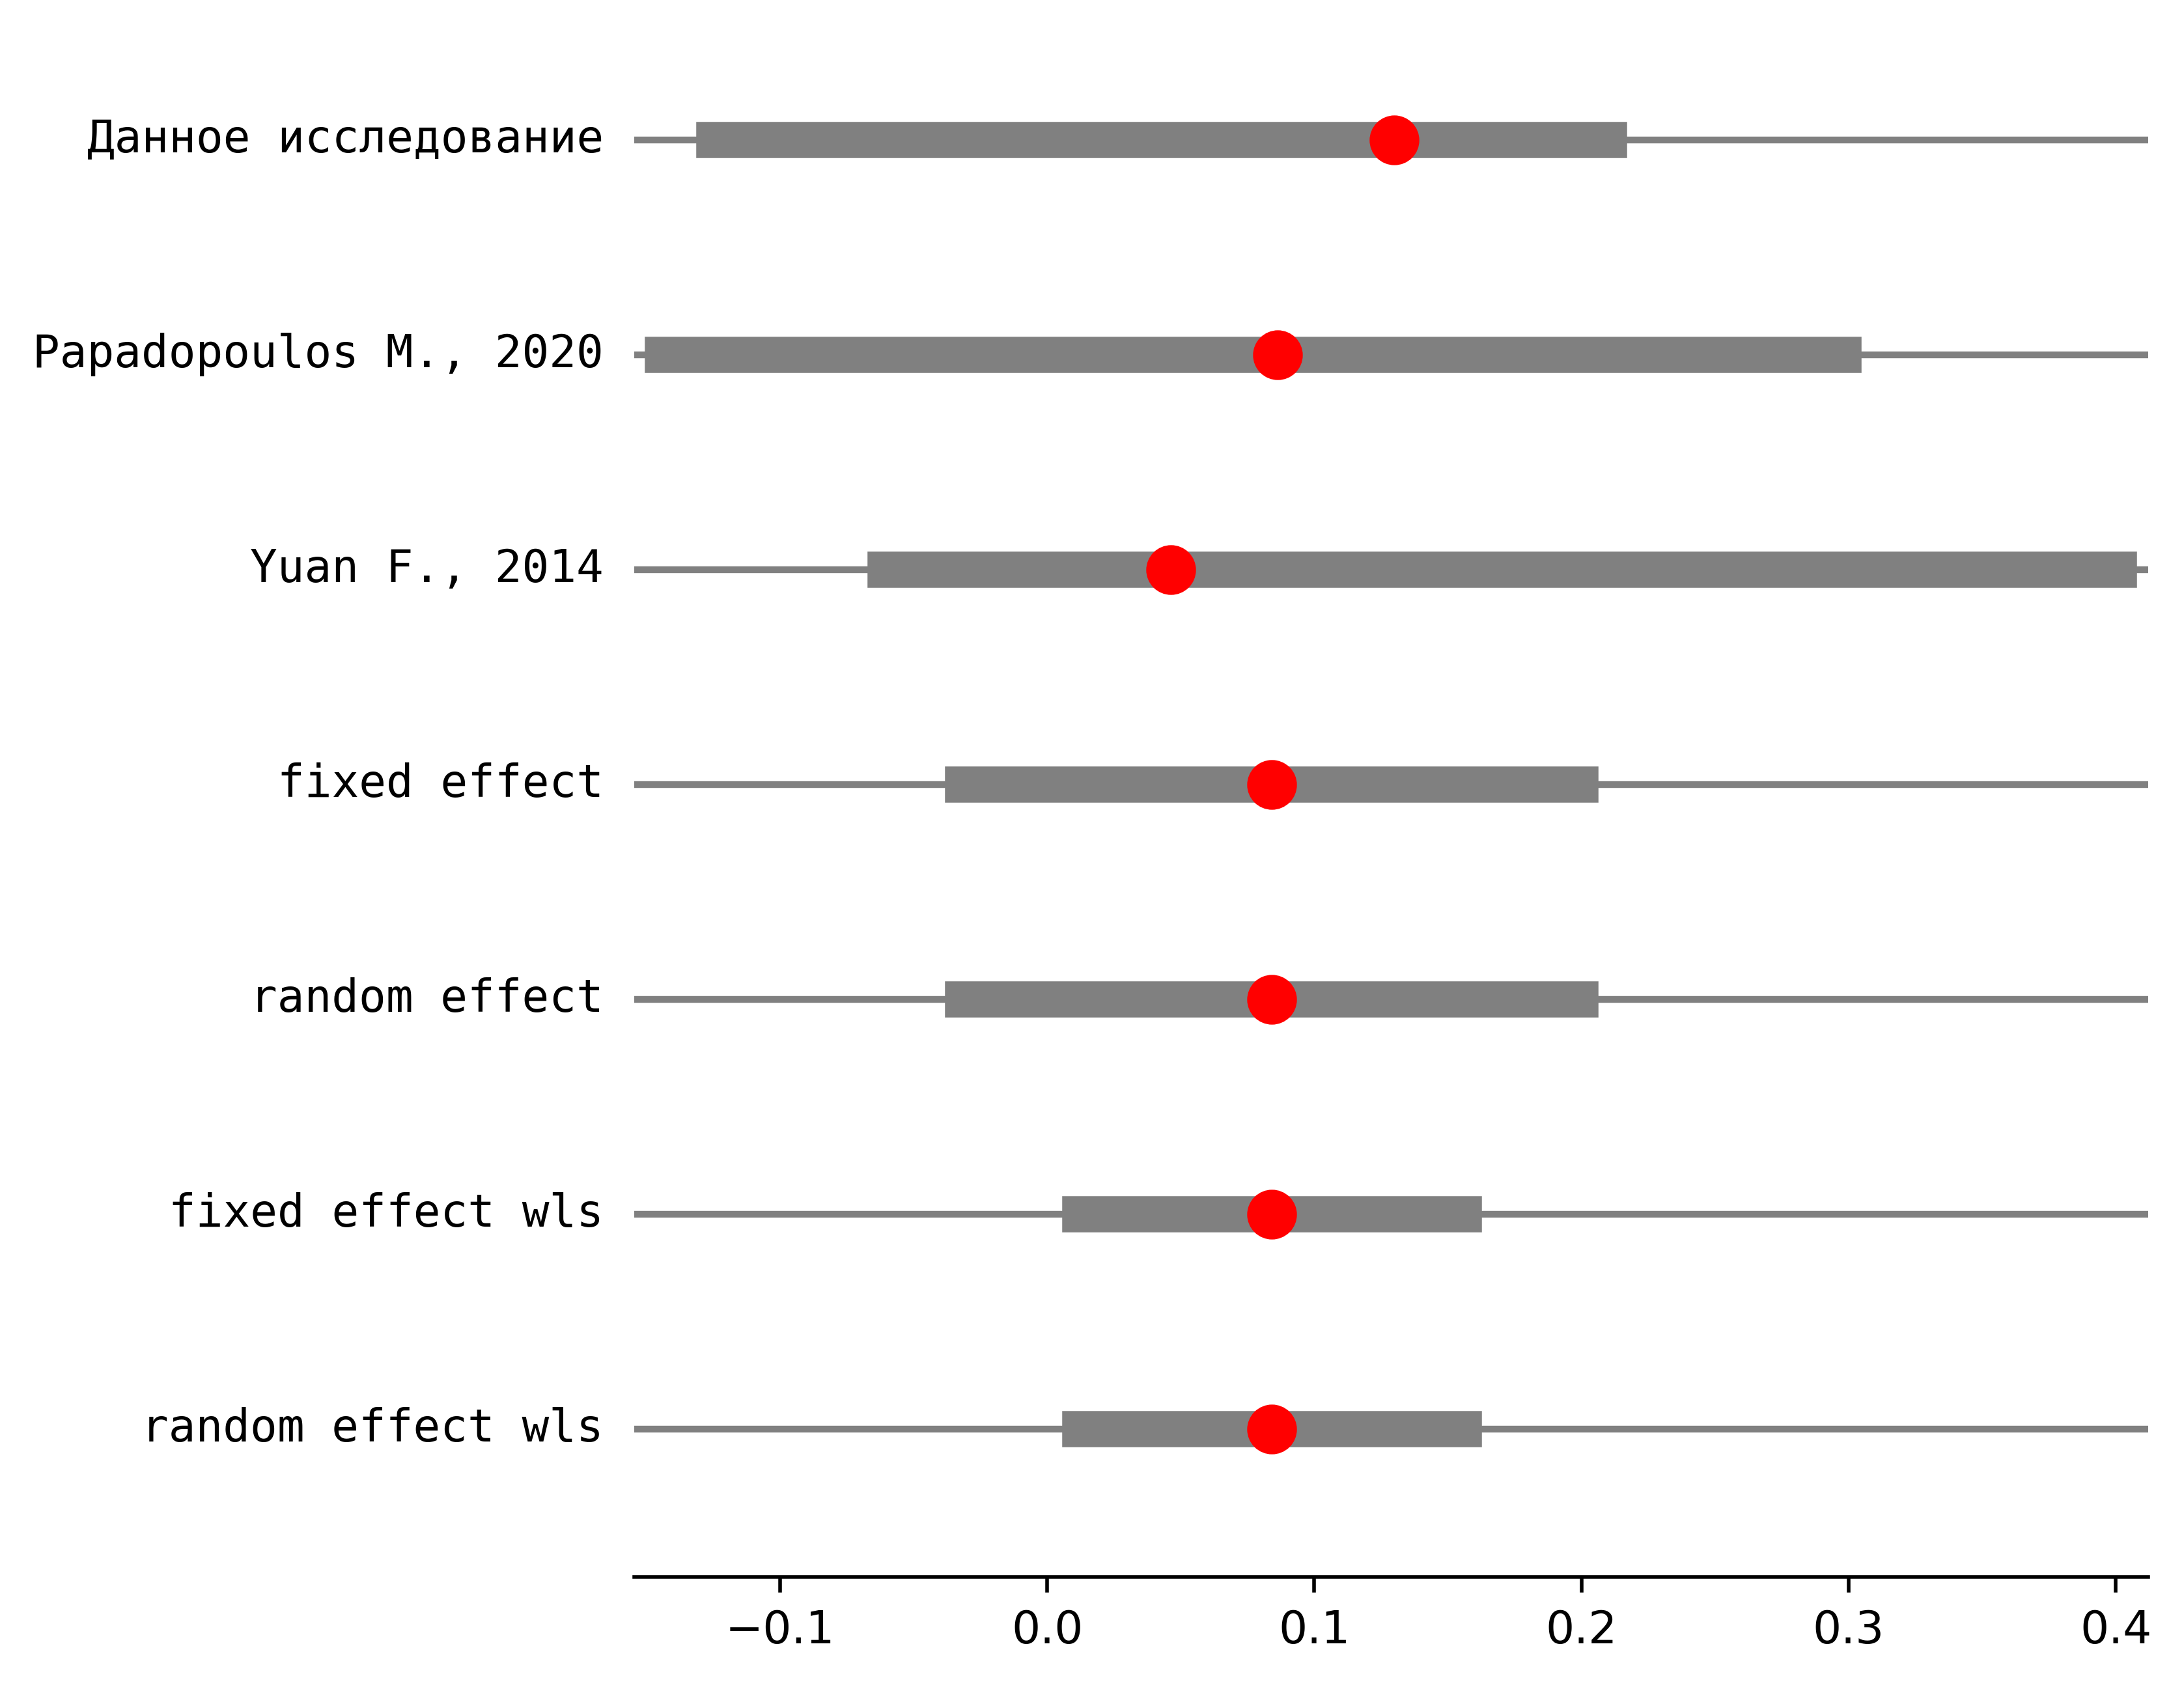 Данное исследование
Papadopoulos M., 2020
Yuan F., 2014
fixed effect
random effect
fixed effect wls
random effect wls
−0.1 0.0 0.1 0.2 0.3 0.4